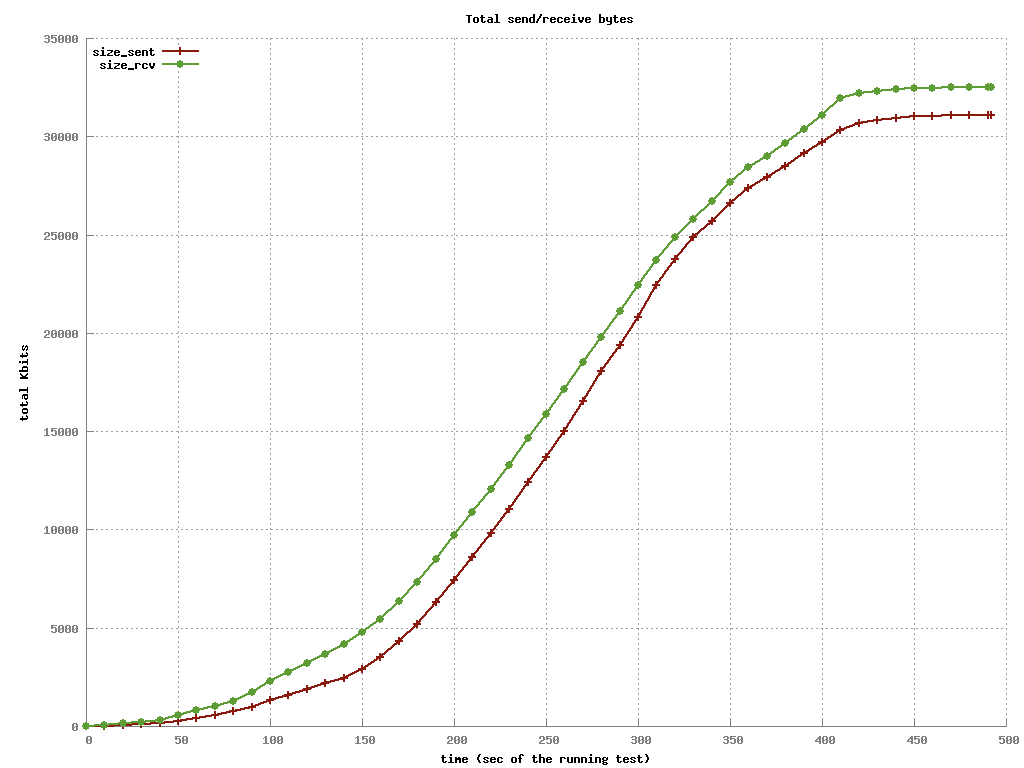 Total send/receive bytes
35000
size_sent
size_rcv
30000
25000
20000
total Kbits
15000
10000
5000
0
0 50 100 150 200 250 300 350 400 450 500
time (sec of the running test)